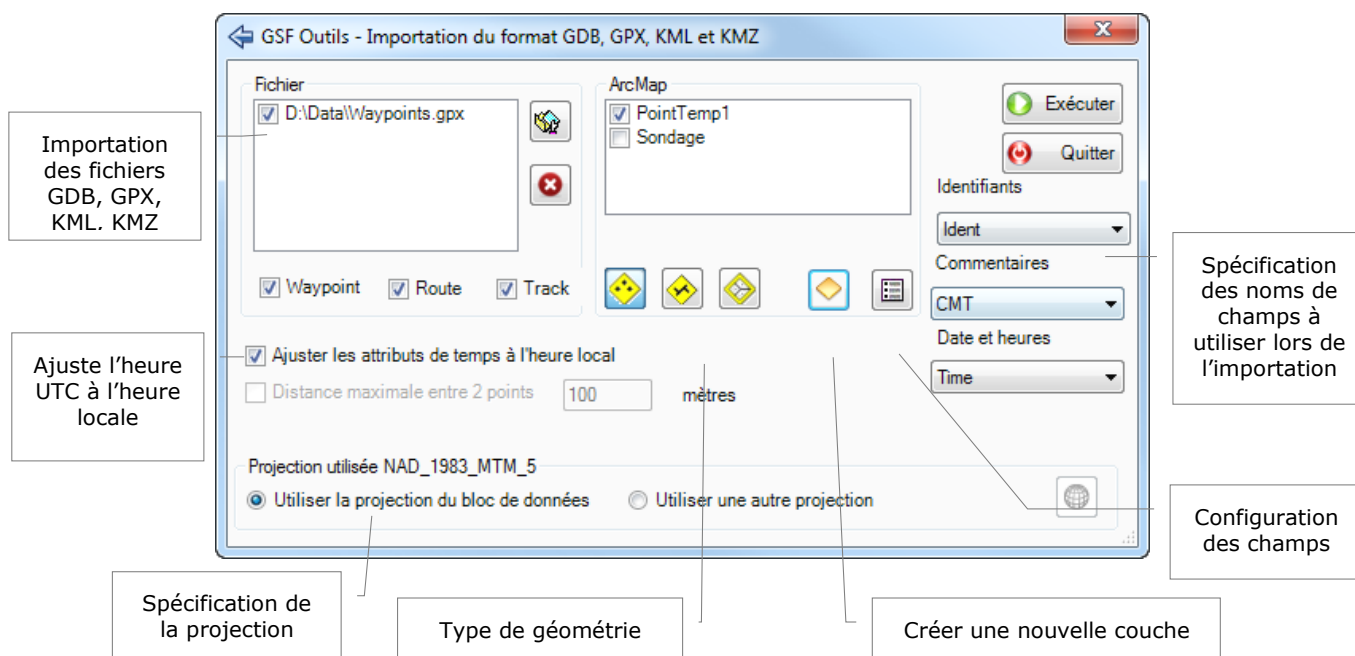 GSF Outils - Importation du format GDB, GPX, KML et KMZ
Fichier
D:\Data\Waypoints.gpx
Waypoint
Route
Track
ArcMap
PointTemp1
Sondage
Exécuter
Quitter
Identifiants
Ident
Commentaires
CMT
Date et heures
Time
Ajuster les attributs de temps à l'heure local
Distance maximale entre 2 points
100
mètres
Projection utilisée NAD_1983_MTM_5
Utiliser la projection du bloc de données
Utiliser une autre projection
Importation
des fichiers
GDB, GPX,
KML. KMZ
Ajuste l’heure
UTC à l’heure
locale
Spécification
des noms de
champs à
utiliser lors de
l’importation
Configuration
des champs
Spécification de
la projection
Type de géométrie
Créer une nouvelle couche